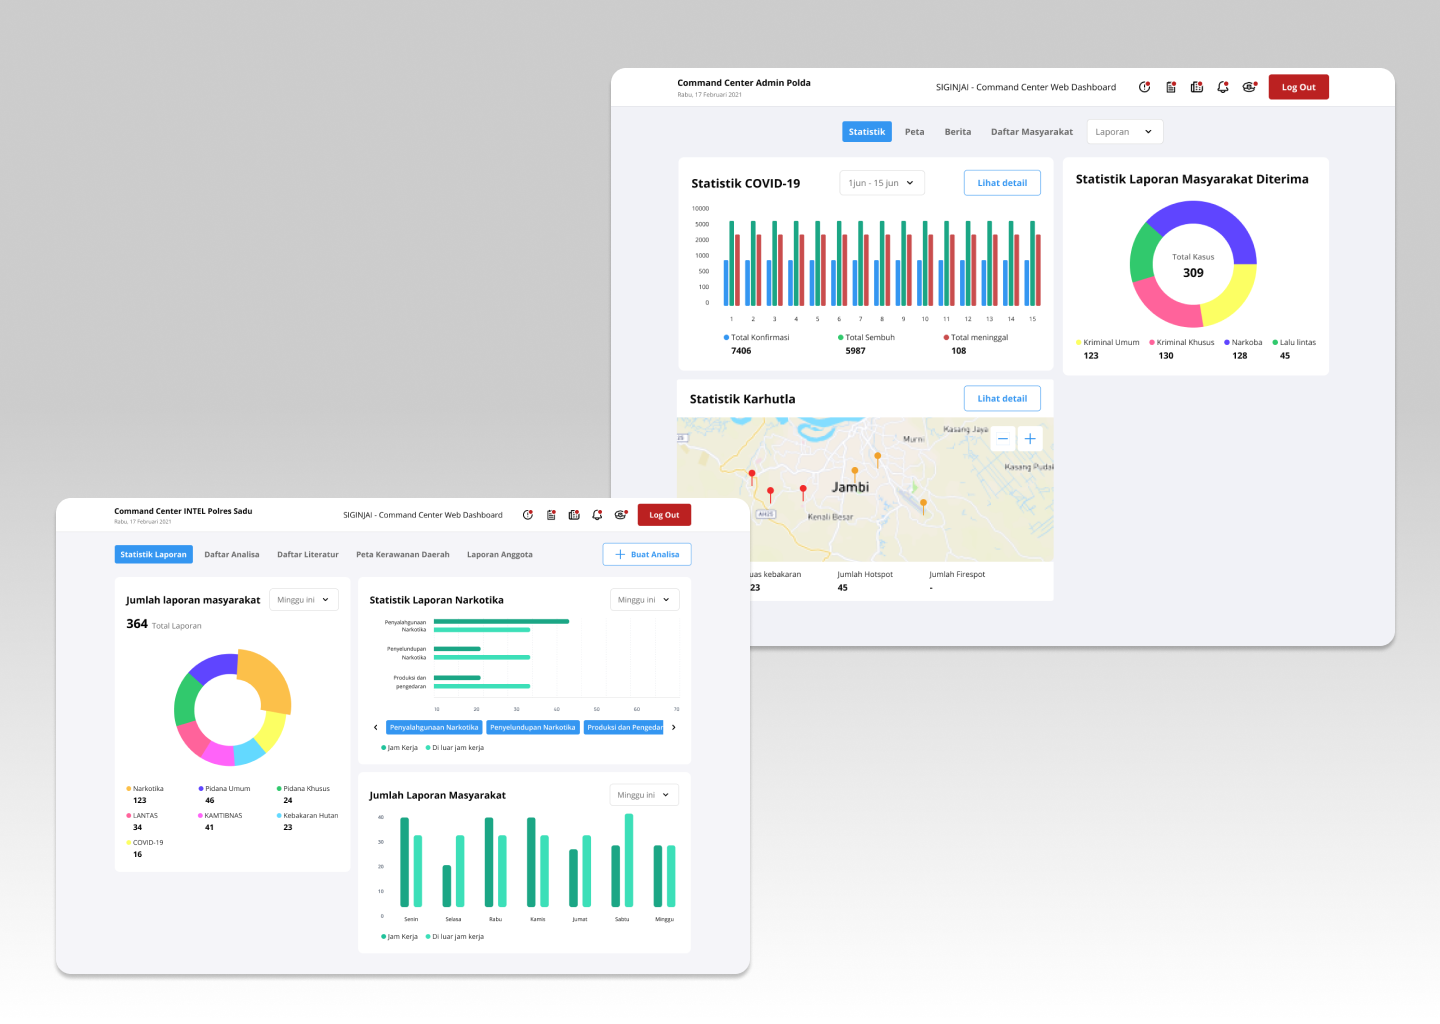 Command Center Admin Polda
Rabu, 17 Februari 2021
SIGINJAI - Command Center Web Dashboard
Log Out
Statistik
Peta
Berita
Daftar Masyarakat
Laporan
Statistik COVID-19
1jun - 15 jun
Lihat detail
10000
5000
2000
1000
500
100
0
1 2 3 4 5 6 7 8 9 10 11 12 13 14 15
Total Konfirmasi
7406
Total Sembuh
5987
Total meninggal
108
Statistik Laporan Masyarakat Diterima
Total Kasus
309
Kriminal Umum
123
Kriminal Khusus
130
Narkoba
128
Lalu lintas
45
Statistik Karhutla
Lihat detail
25
Murni
Kasang Jaya
Kasang Pudak
Jambi
AH25
Kenali Besar
uas kebakaran
23
Jumlah Hotspot
45
Jumlah Firespot
-
Command Center INTEL Polres Sadu
Rabu, 17 Februari 2021
SIGINJAI - Command Center Web Dashboard
Log Out
Statistik Laporan
Daftar Analisa
Daftar Literatur
Peta Kerawanan Daerah
Laporan Anggota
Buat Analisa
Jumlah laporan masyarakat
Minggu ini
364 Total Laporan
Narkotika
123
Pidana Umum
46
Pidana Khusus
24
LANTAS
34
KAMTIBNAS
41
Kebakaran Hutan
23
COVID-19
16
Statistik Laporan Narkotika
Minggu ini
Penyalahgunaan
Narkotika
Penyelundupan
Narkotika
Produksi dan
pengedaran
10 20 30 40 50 60 70
Penyalahgunaan Narkotika
Penyelundupan Narkotika
Produksi dan Pengedar
Jam Kerja
Di luar jam kerja
Jumlah Laporan Masyarakat
Minggu ini
40
30
20
10
0
Senin Selasa Rabu Kamis Jumat Sabtu Minggu
Jam Kerja
Di luar jam kerja